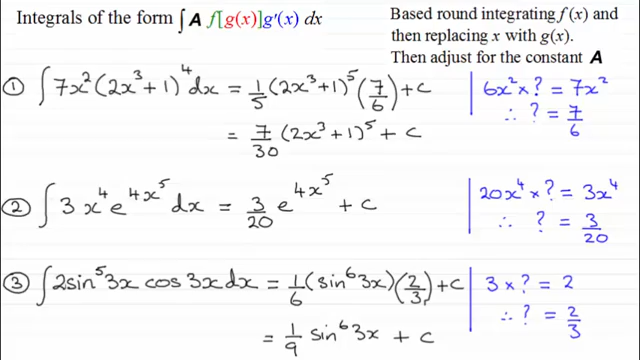 Integrals of the form ∫ A f[g(x)]g'(x) dx
Based round integrating f(x) and
then replacing x with g(x).
Then adjust for the constant A
① ∫ 7x²(2x³+1)⁴ dx = 1/5 (2x³+1)⁵ (7/6) + c
= 7/30 (2x³+1)⁵ + c
6x² × ? = 7x²
∴ ? = 7/6
② ∫ 3x⁴e^(4x⁵) dx = 3/20 e^(4x⁵) + c
20x⁴ × ? = 3x⁴
∴ ? = 3/20
③ ∫ 2sin⁵3x cos 3x dx = 1/6 (sin⁶3x)(2/3) + c
= 1/9 sin⁶3x + c
3 × ? = 2
∴ ? = 2/3